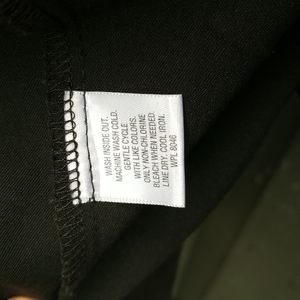 WASH INSIDE OUT.
MACHINE WASH COLD.
GENTLE CYCLE
WITH LIKE COLORS.
ONLY NON-CHLORINE
BLEACH WHEN NEEDED.
LINE DRY. COOL IRON.
WPL 8046